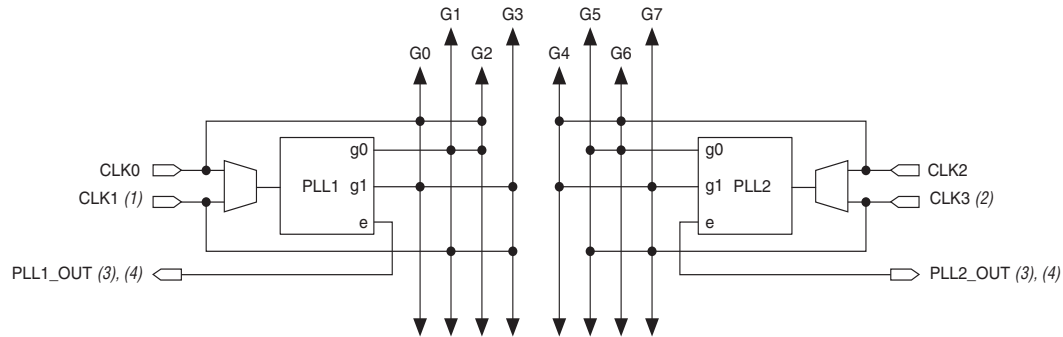 G1 G3 G5 G7
G0 G2 G4 G6
CLK0
CLK1 (1)
PLL1
g0
g1
e
PLL1_OUT (3), (4)
g0
g1
e
PLL2
CLK2
CLK3 (2)
PLL2_OUT (3), (4)